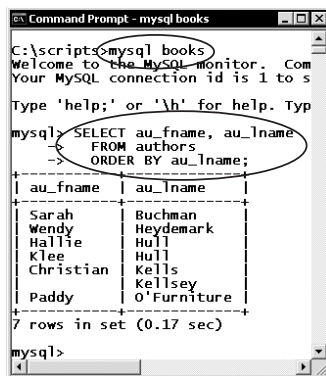 Command Prompt - mysql books
C:\scripts>mysql books
Welcome to the MySQL monitor.  Com
Your MySQL connection id is 1 to s
Type 'help;' or '\h' for help. Typ
mysql> SELECT au_fname, au_lname
    ->   FROM authors
    ->   ORDER BY au_lname;
+-----------+-------------+
| au_fname  | au_lname    |
+-----------+-------------+
| Sarah     | Buchman     |
| Wendy     | Heydemark   |
| Hallie    | Hull        |
| Klee      | Hull        |
| Christian | Kells       |
|           | Kellsey     |
| Paddy     | O'Furniture |
+-----------+-------------+
7 rows in set (0.17 sec)
mysql>